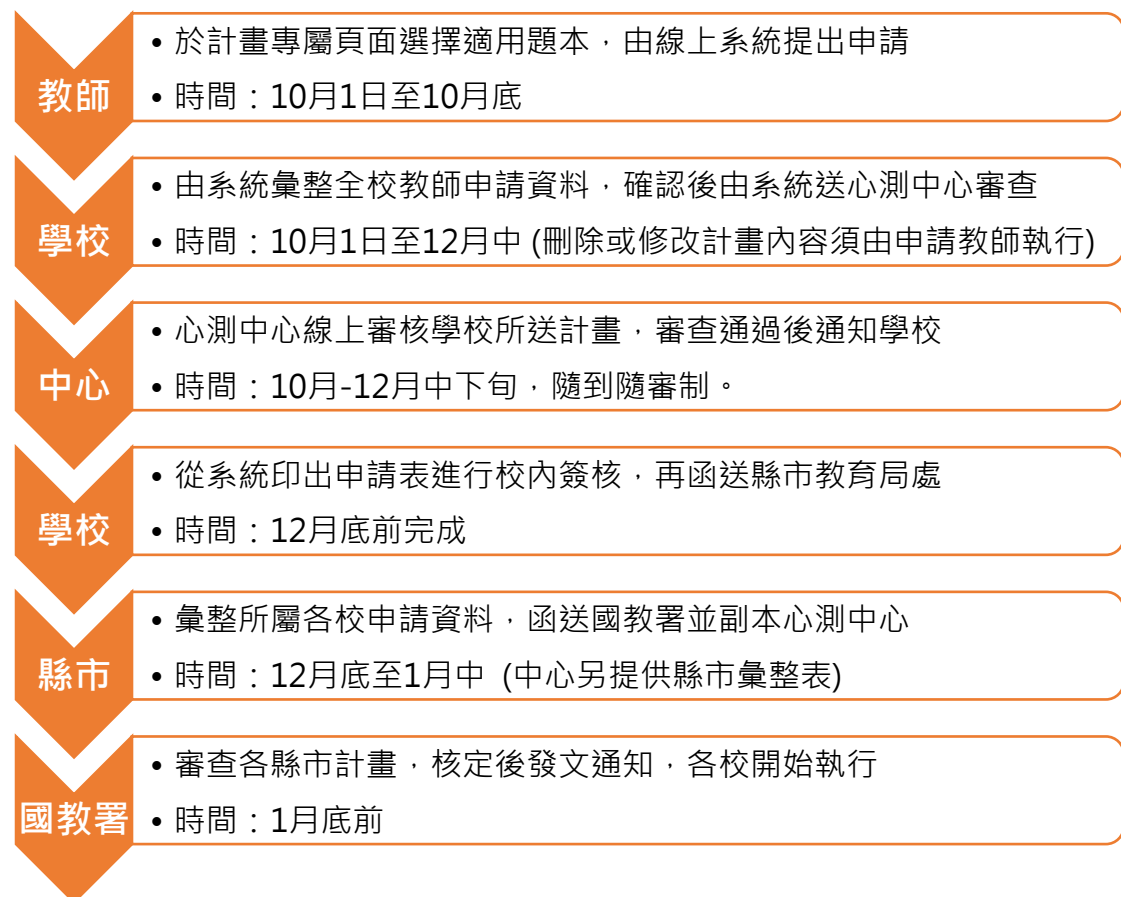 教師
• 於計畫專屬頁面選擇適用題本，由線上系統提出申請
• 時間：10月1日至10月底
學校
• 由系統彙整全校教師申請資料，確認後由系統送心測中心審查
• 時間：10月1日至12月中 (刪除或修改計畫內容須由申請教師執行)
中心
• 心測中心線上審核學校所送計畫，審查通過後通知學校
• 時間：10月-12月中下旬，隨到隨審制。
學校
• 從系統印出申請表進行校內簽核，再函送縣市教育局處
• 時間：12月底前完成
縣市
• 彙整所屬各校申請資料，函送國教署並副本心測中心
• 時間：12月底至1月中 (中心另提供縣市彙整表)
國教署
• 審查各縣市計畫，核定後發文通知，各校開始執行
• 時間：1月底前